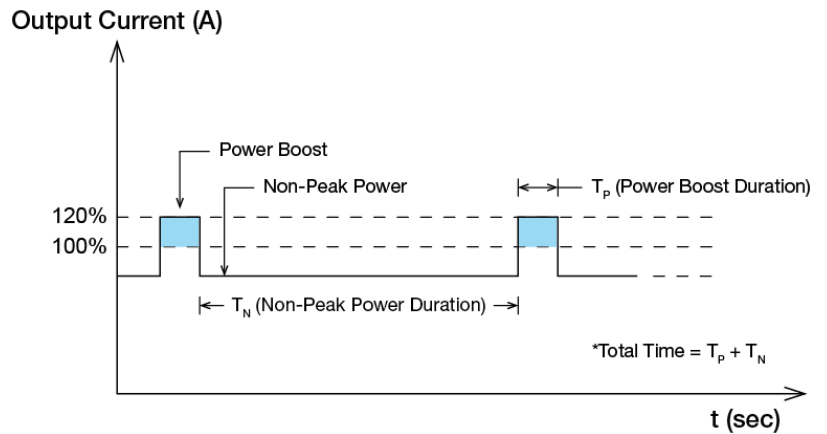 Output Current (A)
Power Boost
Non-Peak Power
T_P (Power Boost Duration)
120%
100%
T_N (Non-Peak Power Duration)
*Total Time = T_P + T_N
t (sec)